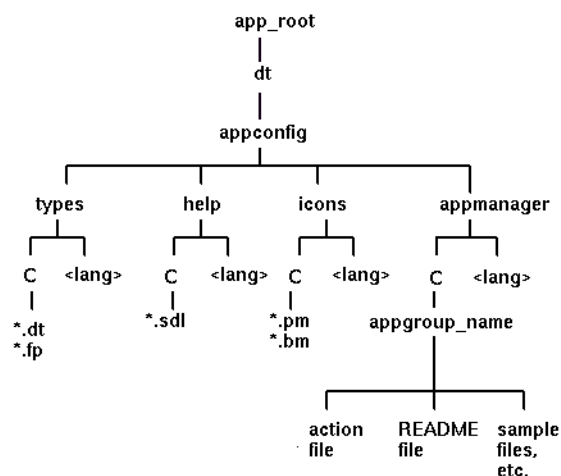 app_root
dt
appconfig
types help icons appmanager
C <lang> C <lang> C <lang> C <lang>
*.dt *.sdl *.pm appgroup_name
*.fp *.bm
action README sample
file file files,
etc.